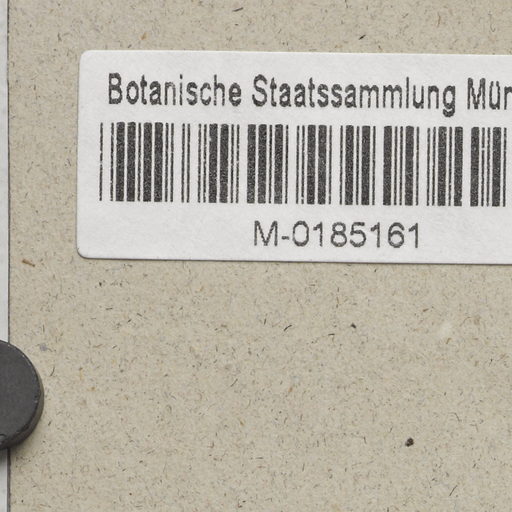 Botanische Staatssammlung Mün
M-0185161